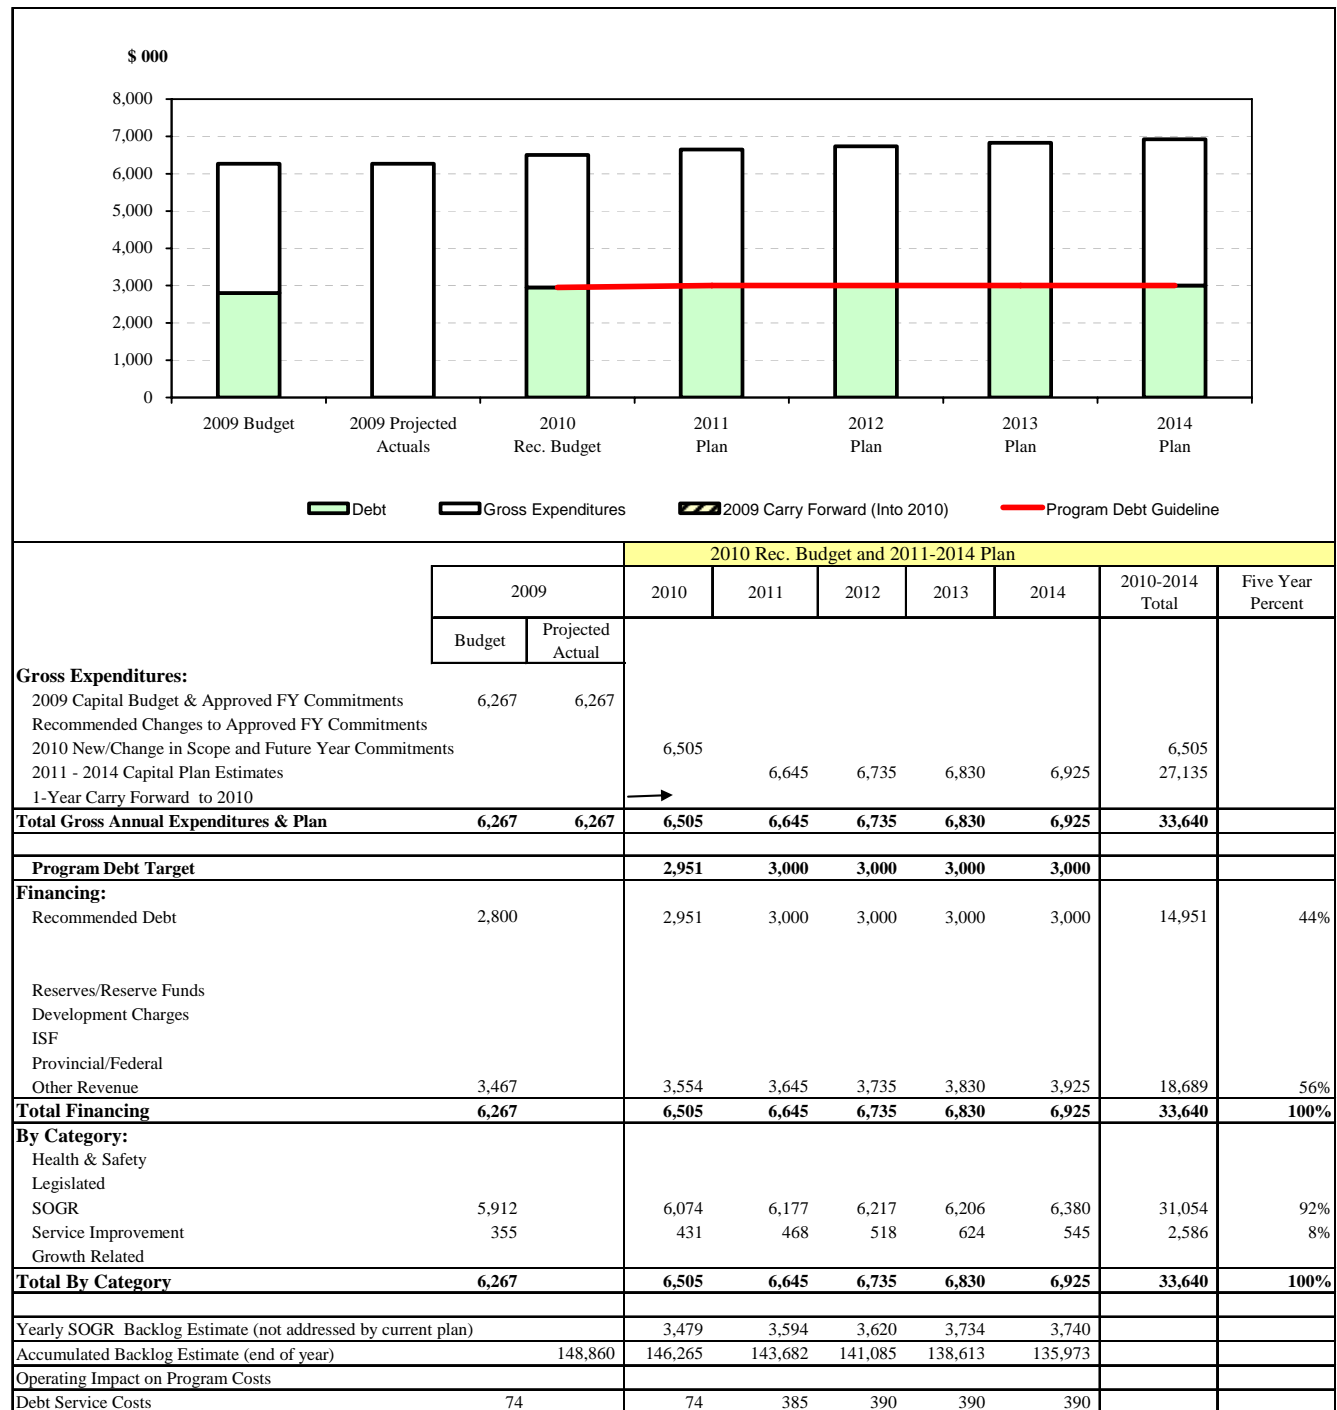 $ 000
8,000
7,000
6,000
5,000
4,000
3,000
2,000
1,000
0
2009 Budget 2009 Projected Actuals 2010 Rec. Budget 2011 Plan 2012 Plan 2013 Plan 2014 Plan
Debt Gross Expenditures 2009 Carry Forward (Into 2010) Program Debt Guideline
2010 Rec. Budget and 2011-2014 Plan
2009 2010 2011 2012 2013 2014 2010-2014 Total Five Year Percent
Budget Projected Actual
Gross Expenditures:
2009 Capital Budget & Approved FY Commitments 6,267 6,267
Recommended Changes to Approved FY Commitments
2010 New/Change in Scope and Future Year Commitments 6,505 6,505
2011 - 2014 Capital Plan Estimates 6,645 6,735 6,830 6,925 27,135
1-Year Carry Forward to 2010
Total Gross Annual Expenditures & Plan 6,267 6,267 6,505 6,645 6,735 6,830 6,925 33,640
Program Debt Target 2,951 3,000 3,000 3,000 3,000
Financing:
Recommended Debt 2,800 2,951 3,000 3,000 3,000 3,000 14,951 44%
Reserves/Reserve Funds
Development Charges
ISF
Provincial/Federal
Other Revenue 3,467 3,554 3,645 3,735 3,830 3,925 18,689 56%
Total Financing 6,267 6,505 6,645 6,735 6,830 6,925 33,640 100%
By Category:
Health & Safety
Legislated
SOGR 5,912 6,074 6,177 6,217 6,206 6,380 31,054 92%
Service Improvement 355 431 468 518 624 545 2,586 8%
Growth Related
Total By Category 6,267 6,505 6,645 6,735 6,830 6,925 33,640 100%
Yearly SOGR Backlog Estimate (not addressed by current plan) 3,479 3,594 3,620 3,734 3,740
Accumulated Backlog Estimate (end of year) 148,860 146,265 143,682 141,085 138,613 135,973
Operating Impact on Program Costs
Debt Service Costs 74 74 385 390 390 390